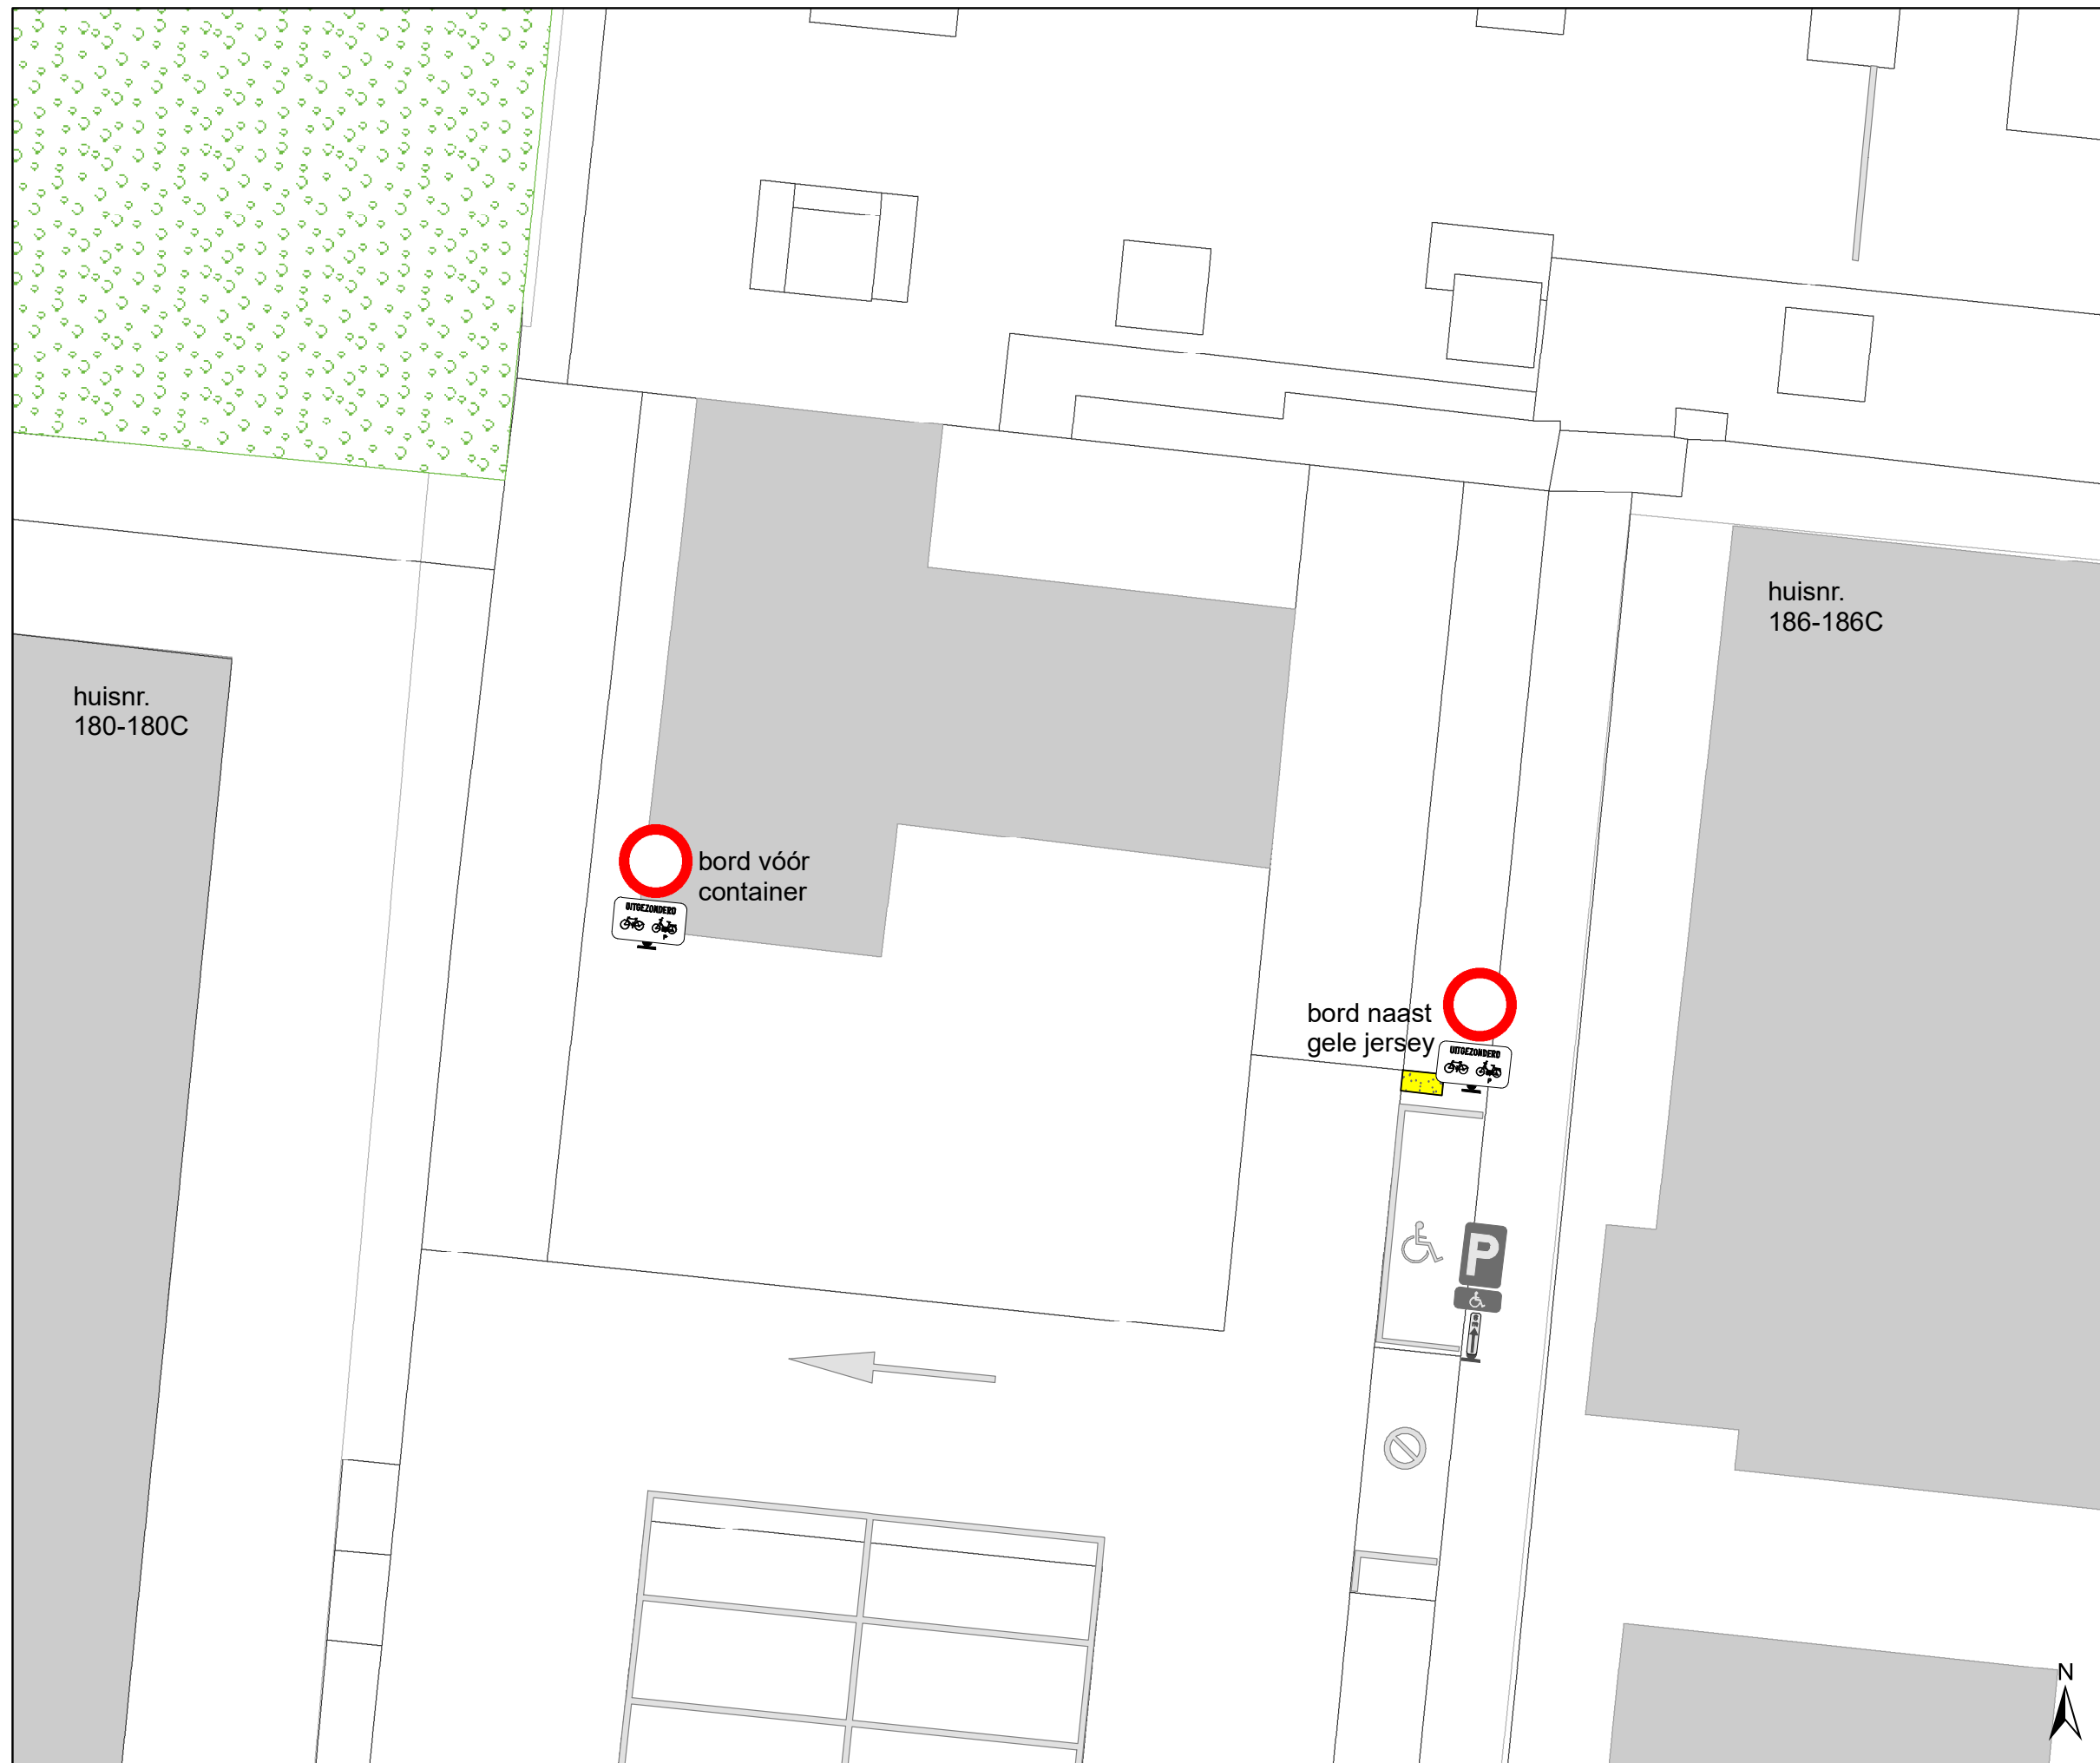 huisnr.
186-186C
huisnr.
180-180C
bord vóór
container
UITGEZONDERD
P
bord naast
gele jersey
UITGEZONDERD
P
P
N